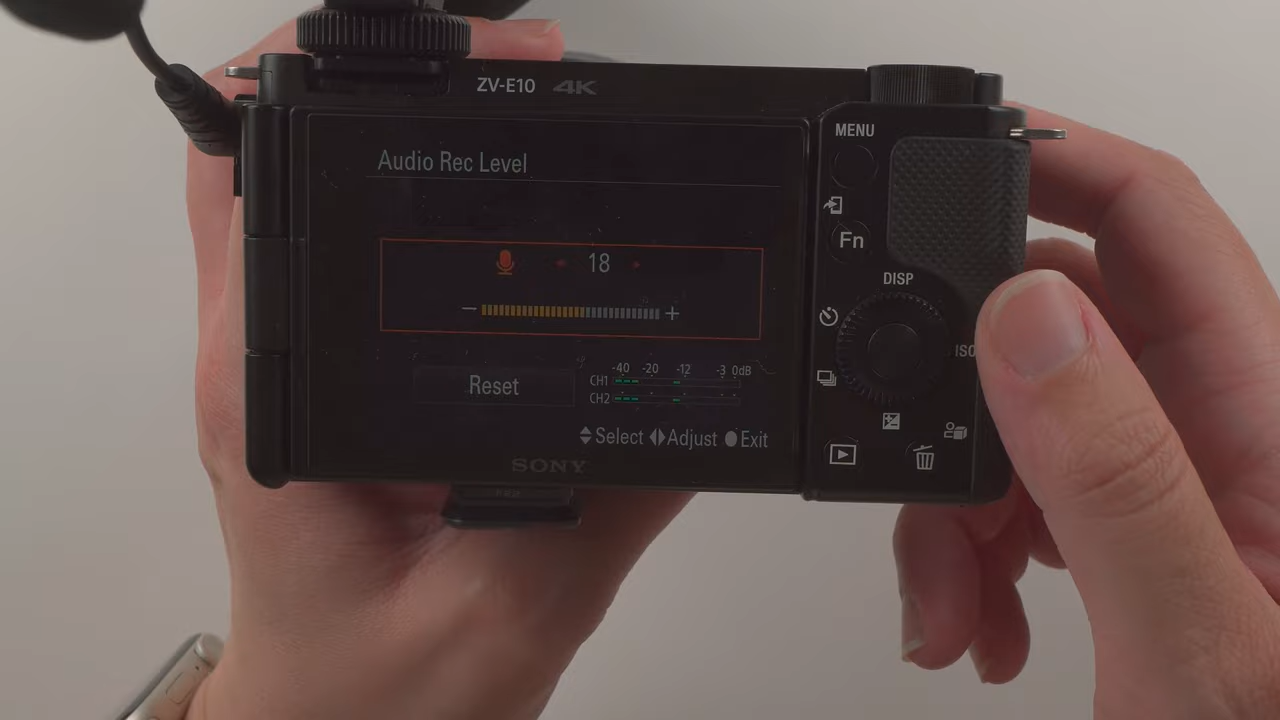 ZV-E10 4K
MENU
Audio Rec Level
Fn
18
DISP
− +
ISO
-40 -20 -12 -3 0dB
CH1
Reset
CH2
Select Adjust Exit
SONY